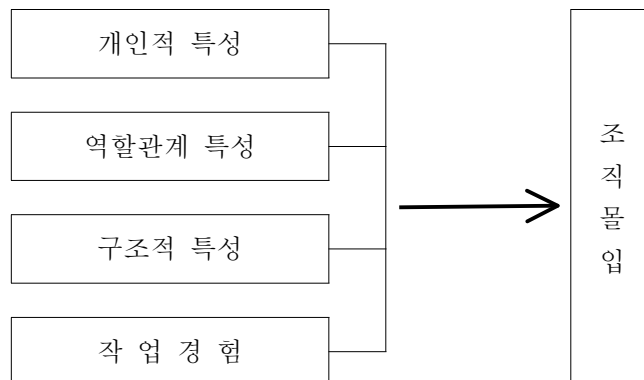 개인적 특성
역할관계 특성
구조적 특성
작 업 경 험
조
직
몰
입